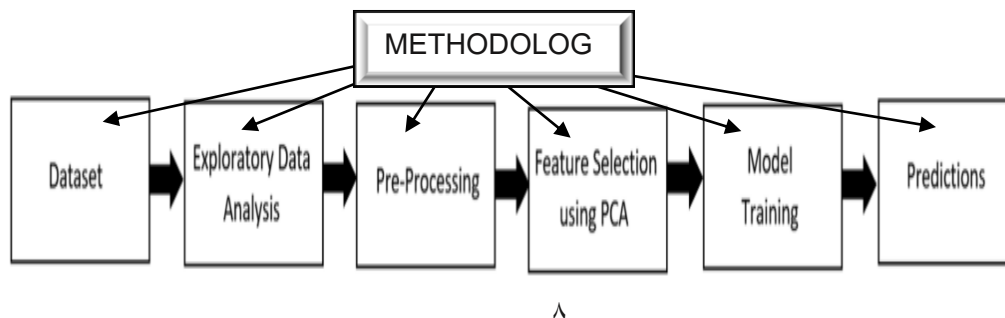 METHODOLOG
Dataset
Exploratory Data
Analysis
Pre-Processing
Feature Selection
using PCA
Model
Training
Predictions
٨